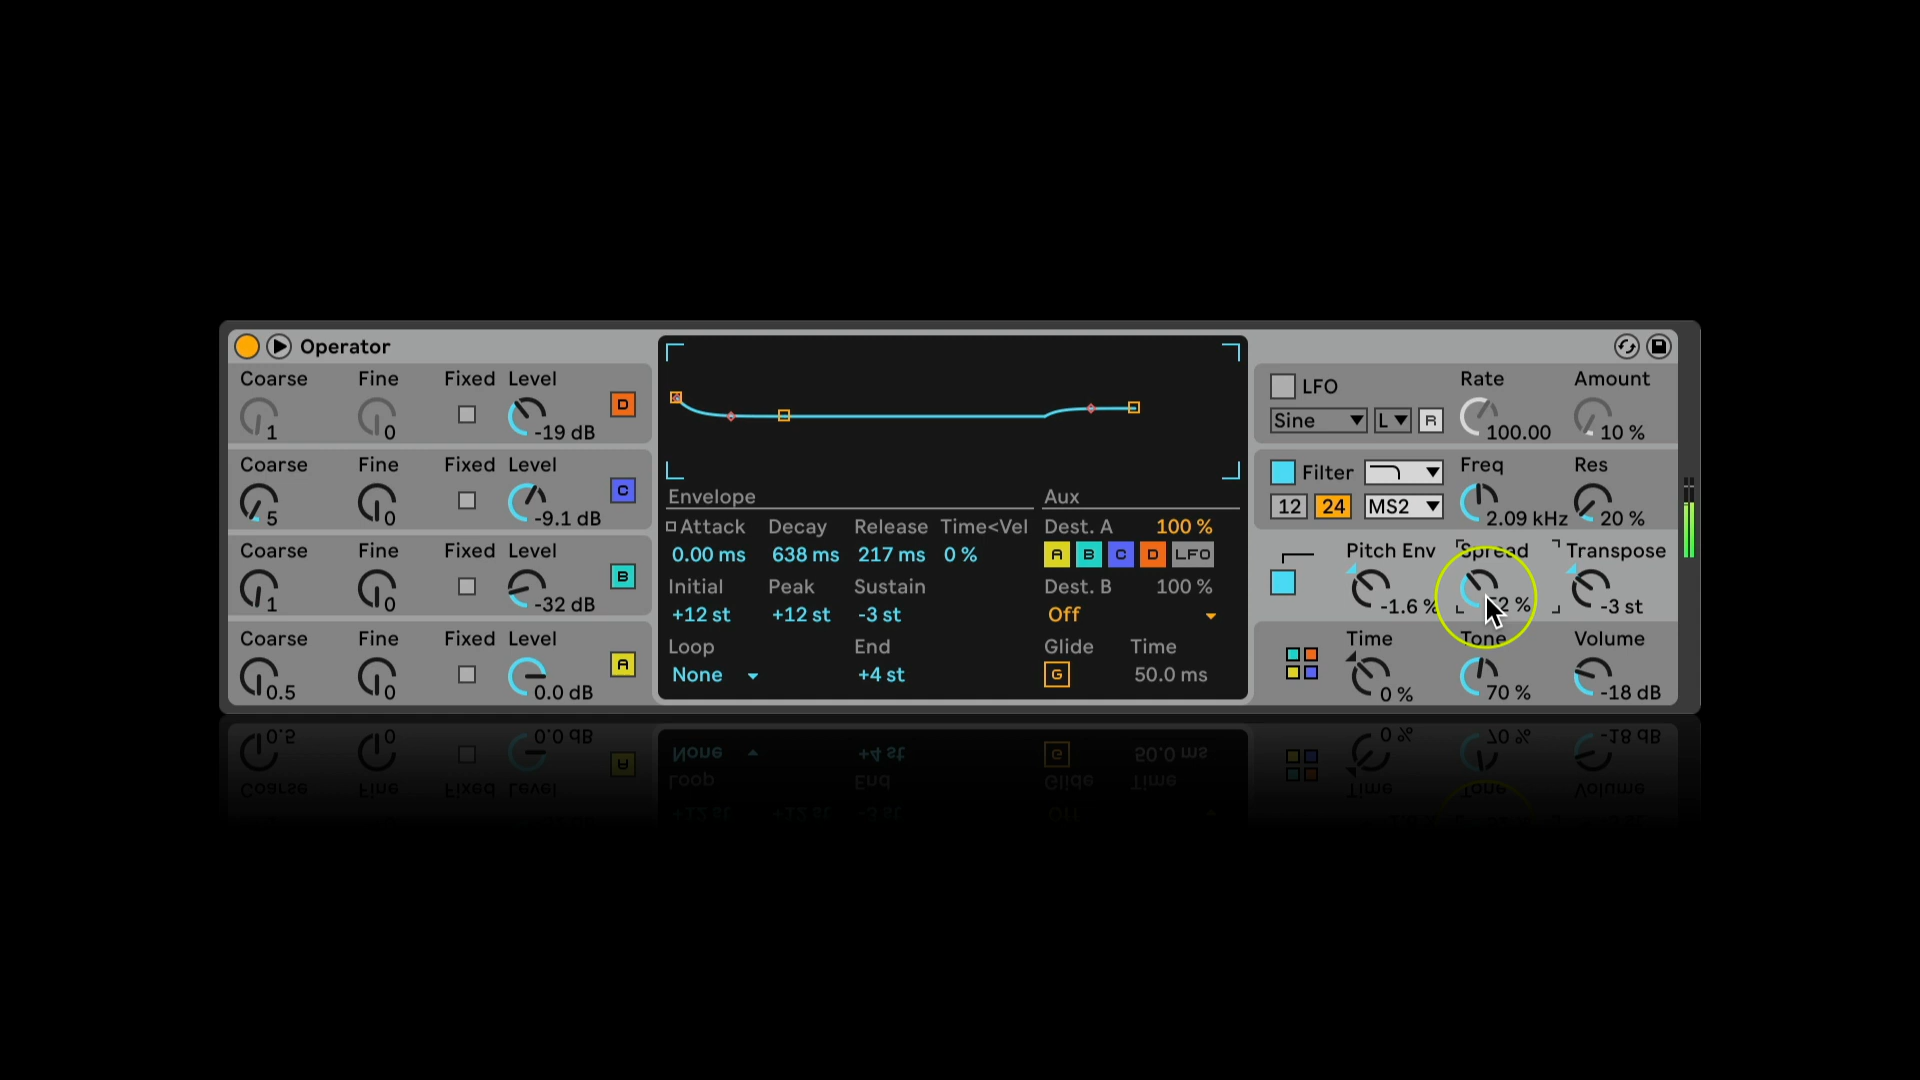 Operator
Coarse Fine Fixed Level
1 0 -19 dB D
Coarse Fine Fixed Level
5 0 -9.1 dB C
Coarse Fine Fixed Level
1 0 -32 dB B
Coarse Fine Fixed Level
0.5 0 0.0 dB A
Envelope
Attack Decay Release Time<Vel
0.00 ms 638 ms 217 ms 0 %
Initial Peak Sustain
+12 st +12 st -3 st
Loop End
None +4 st
Aux
Dest. A 100 %
A B C D LFO
Dest. B 100 %
Off
Glide Time
G 50.0 ms
LFO Rate Amount
Sine L R 100.00 10 %
Filter Freq Res
12 24 MS2 2.09 kHz 20 %
Pitch Env Spread Transpose
-1.6 % 2 % -3 st
Time Tone Volume
0 % 70 % -18 dB